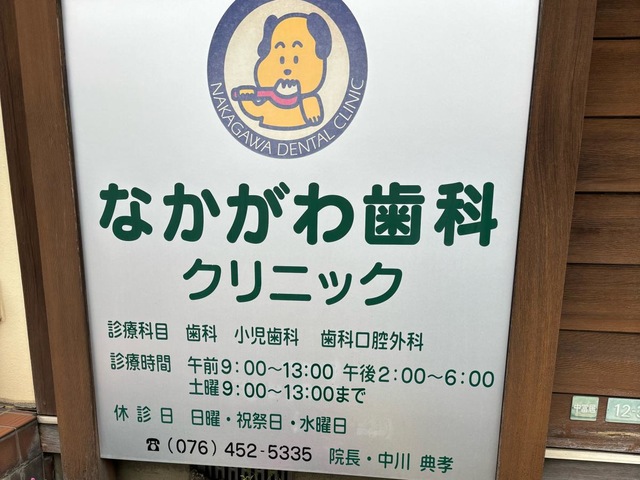 NAKAGAWA DENTAL CLINIC
なかがわ歯科
クリニック
診療科目 歯科 小児歯科 歯科口腔外科
診療時間 午前9:00〜13:00 午後2:00〜6:00
土曜9:00〜13:00まで
休診日 日曜・祝祭日・水曜日
☎(076)452-5335 院長・中川 典孝